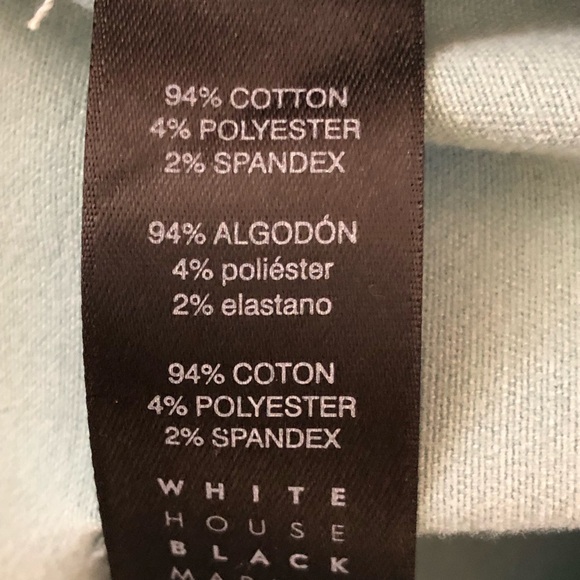 94% COTTON
4% POLYESTER
2% SPANDEX
94% ALGODÓN
4% poliéster
2% elastano
94% COTON
4% POLYESTER
2% SPANDEX
WHITE
HOUSE
BLACK